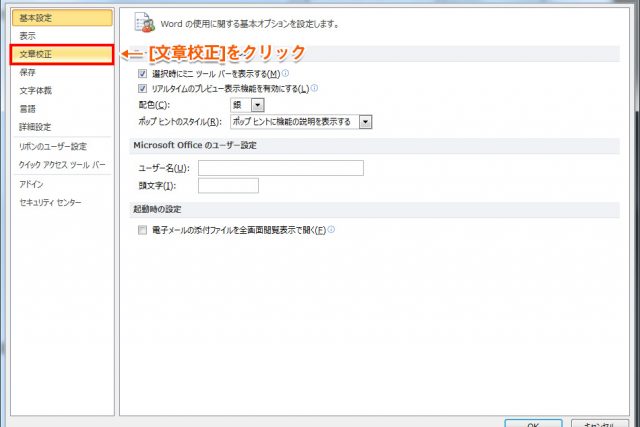 基本設定
表示
文章校正
保存
文字体裁
言語
詳細設定
リボンのユーザー設定
クイック アクセス ツール バー
アドイン
セキュリティ センター
Word の使用に関する基本オプションを設定します。
←[文章校正]をクリック
選択時にミニ ツール バーを表示する(M)
リアルタイムのプレビュー表示機能を有効にする(L)
配色(C): 銀
ポップ ヒントのスタイル(R): ポップ ヒントに機能の説明を表示する
Microsoft Office のユーザー設定
ユーザー名(U):
頭文字(I):
起動時の設定
電子メールの添付ファイルを全画面閲覧表示で開く(F)
OK
キャンセル